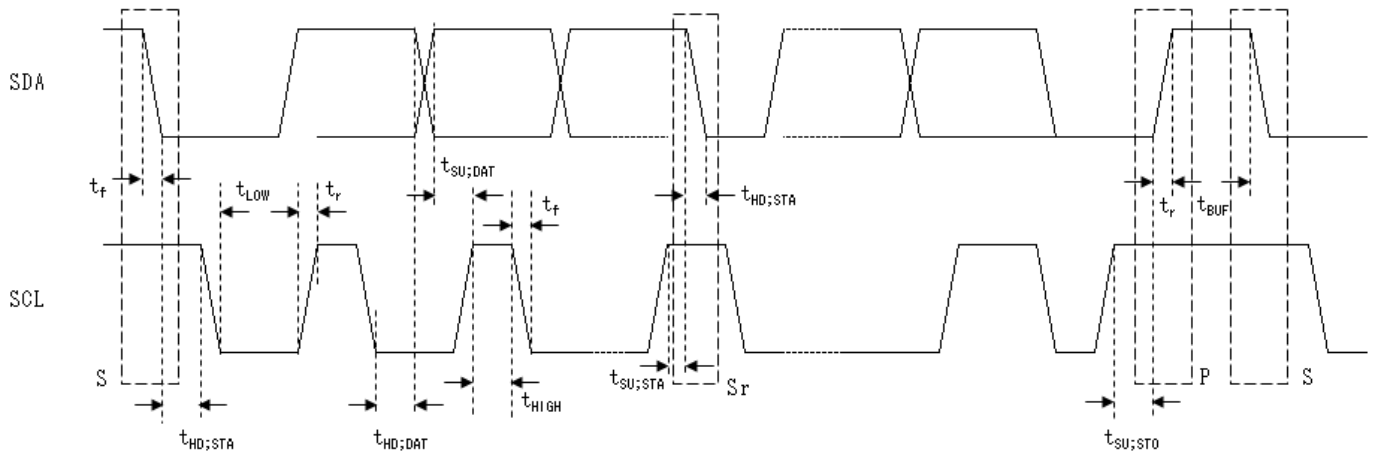 SDA
t_SU;DAT
t_f
t_LOW
t_r
t_f
t_HD;STA
t_r
t_BUF
SCL
S
t_SU;STA
Sr
P
S
t_HIGH
t_HD;STA
t_HD;DAT
t_SU;STO